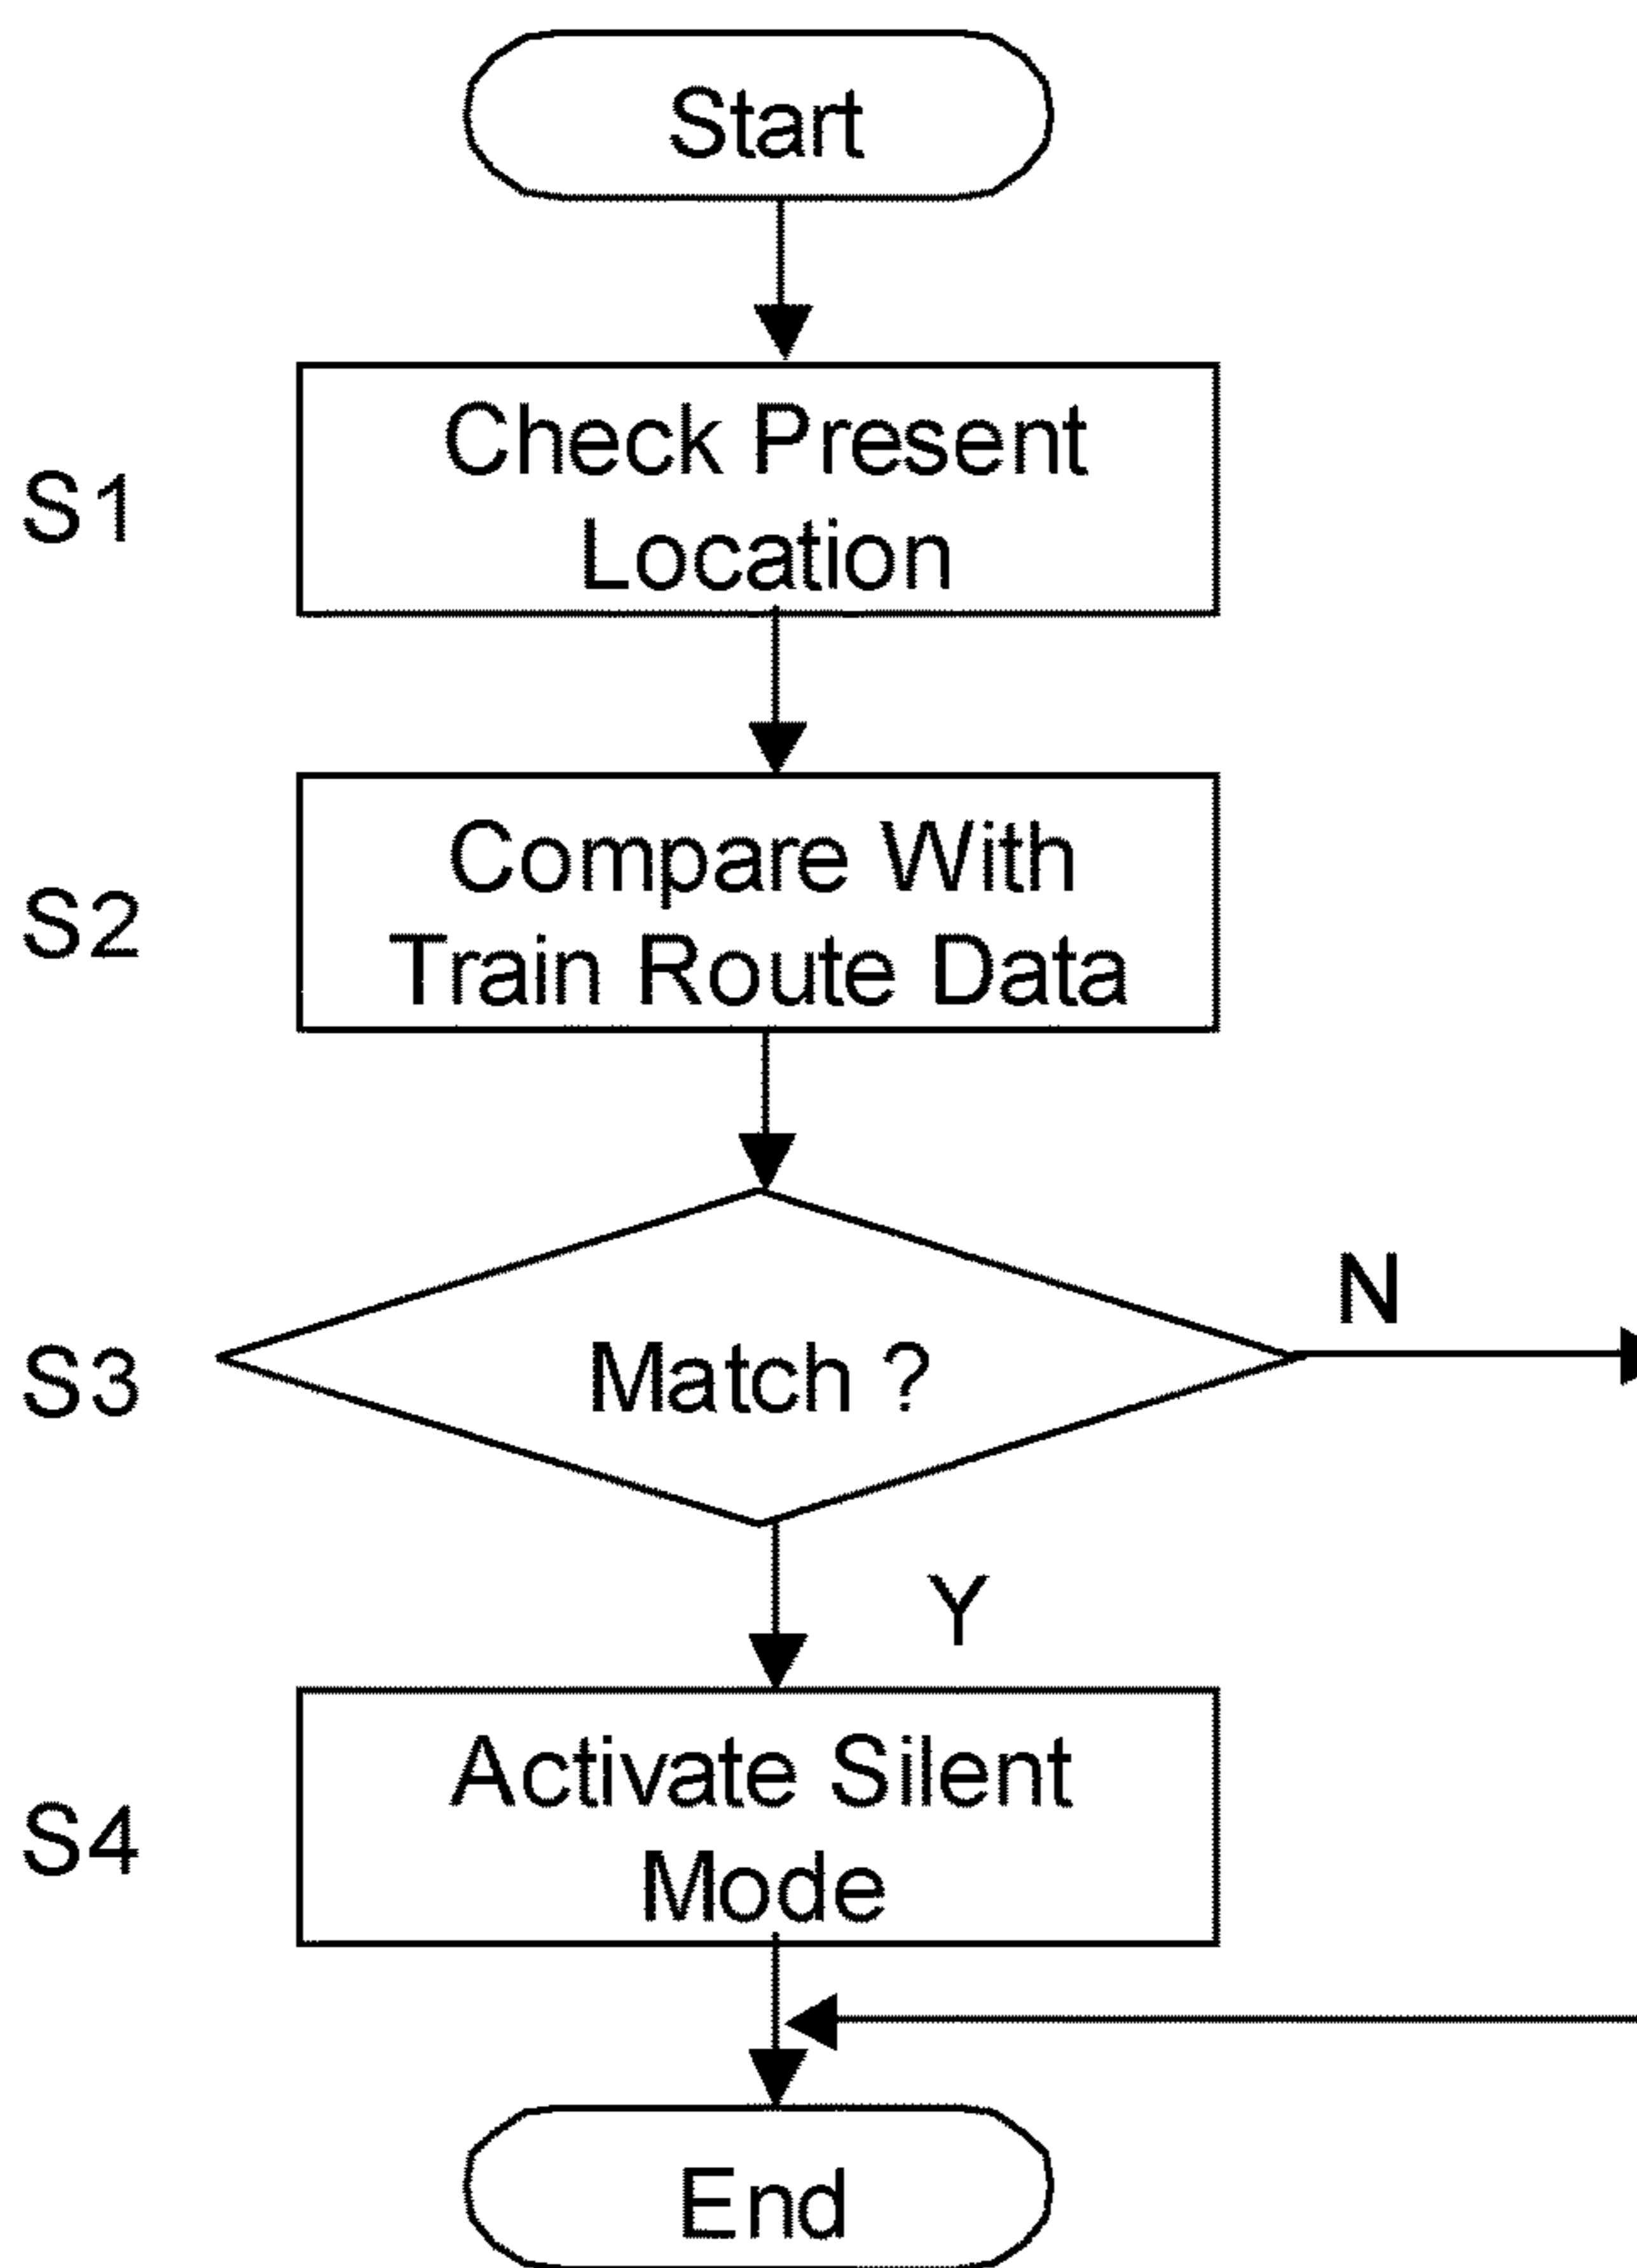 Start
S1
Check Present
Location
S2
Compare With
Train Route Data
S3
Match ?
N
Y
S4
Activate Silent
Mode
End